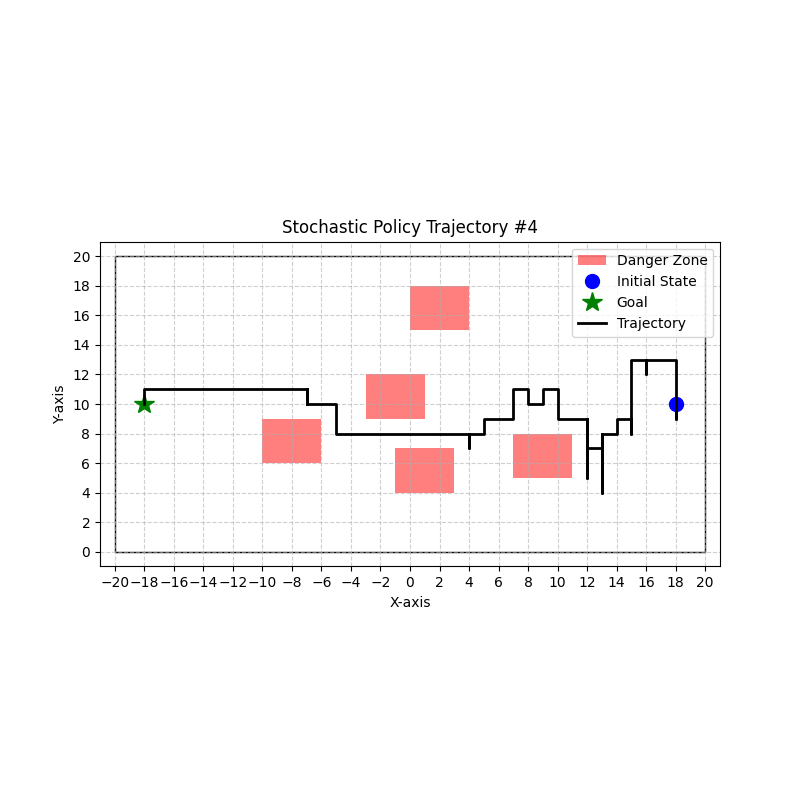 Stochastic Policy Trajectory #4
Danger Zone
Initial State
Goal
Trajectory
Y-axis
20
18
16
14
12
10
8
6
4
2
0
−20 −18 −16 −14 −12 −10 −8 −6 −4 −2 0 2 4 6 8 10 12 14 16 18 20
X-axis